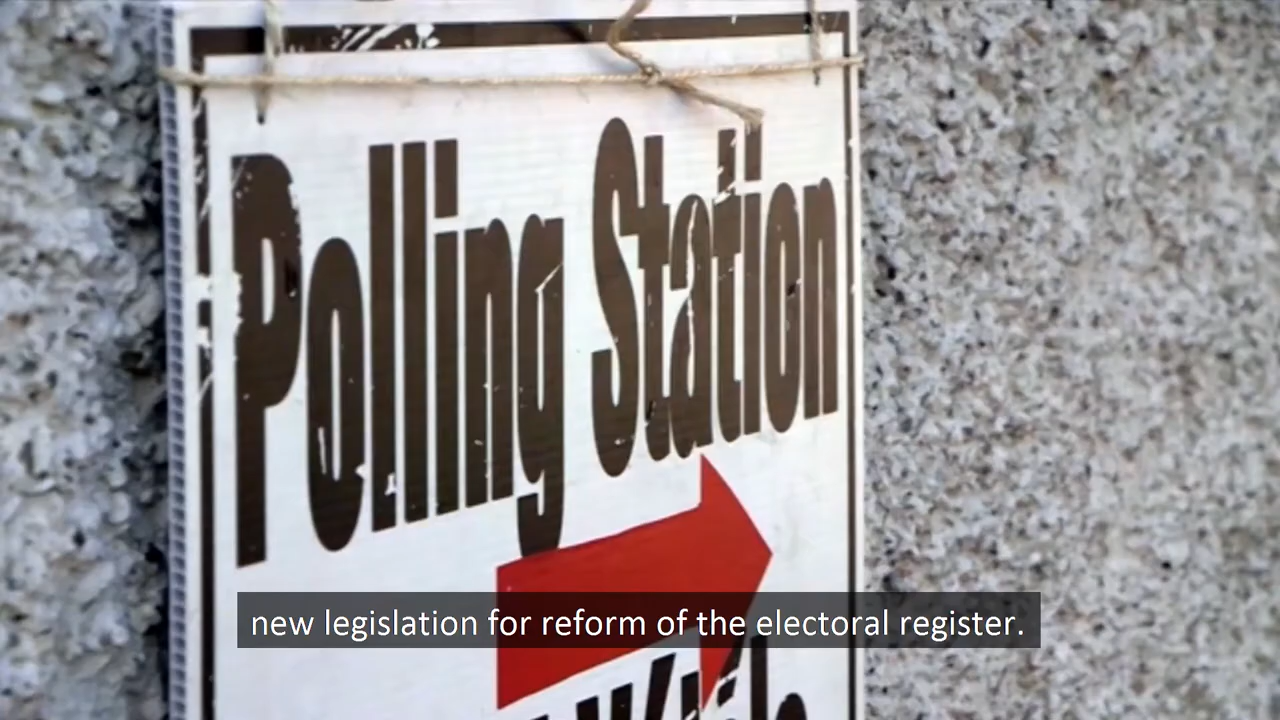 Polling Station
new legislation for reform of the electoral register.